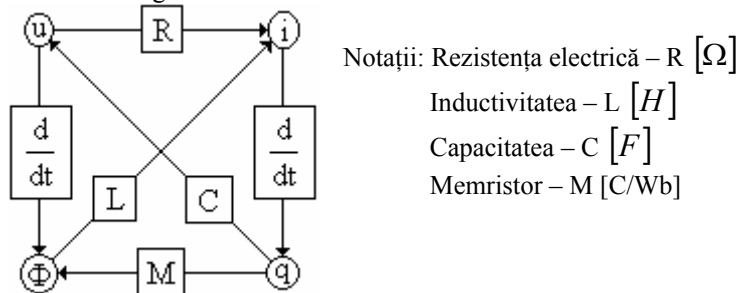 u R i
Notații: Rezistența electrică – R [Ω]
Inductivitatea – L [H]
d
dt
d
dt
Capacitatea – C [F]
Memristor – M [C/Wb]
L C
Φ M q